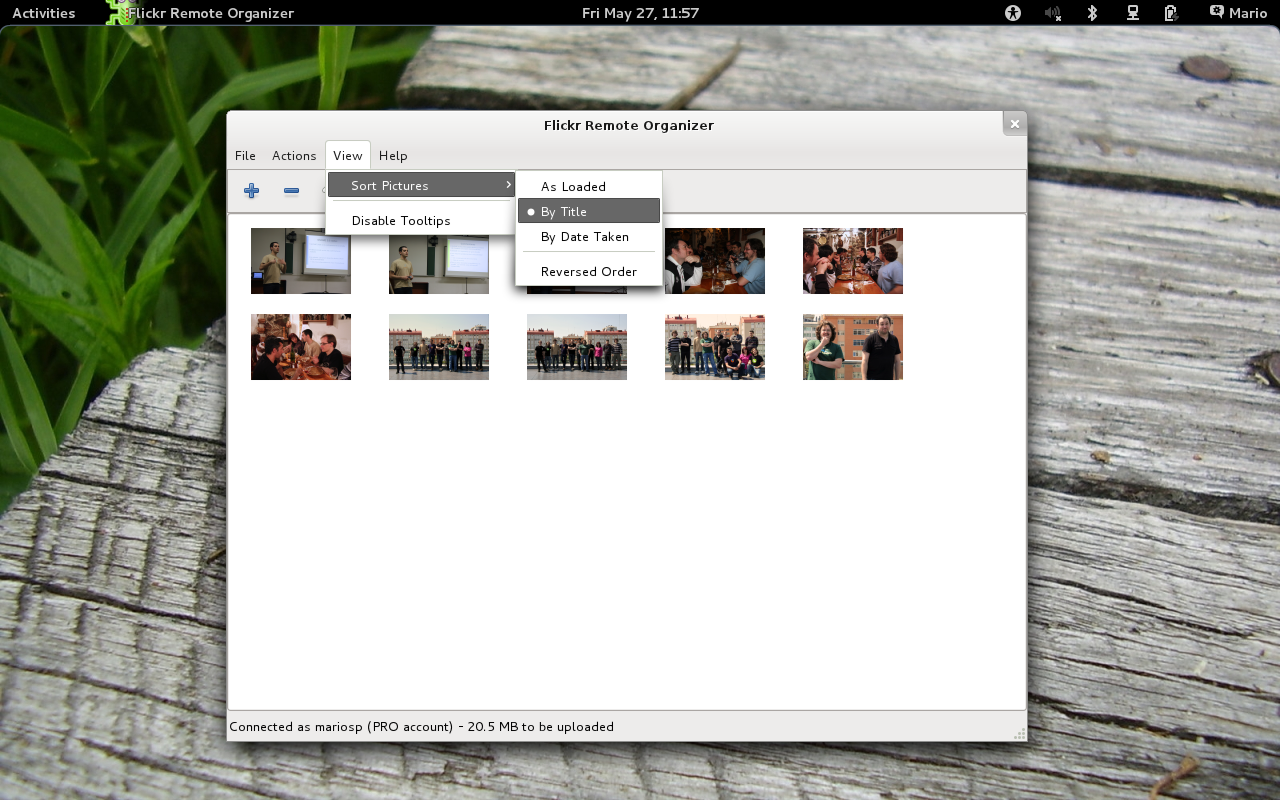 Activities
Flickr Remote Organizer
Fri May 27, 11:57
Mario
Flickr Remote Organizer
File Actions View Help
Sort Pictures
Disable Tooltips
As Loaded
By Title
By Date Taken
Reversed Order
Connected as mariosp (PRO account) - 20.5 MB to be uploaded